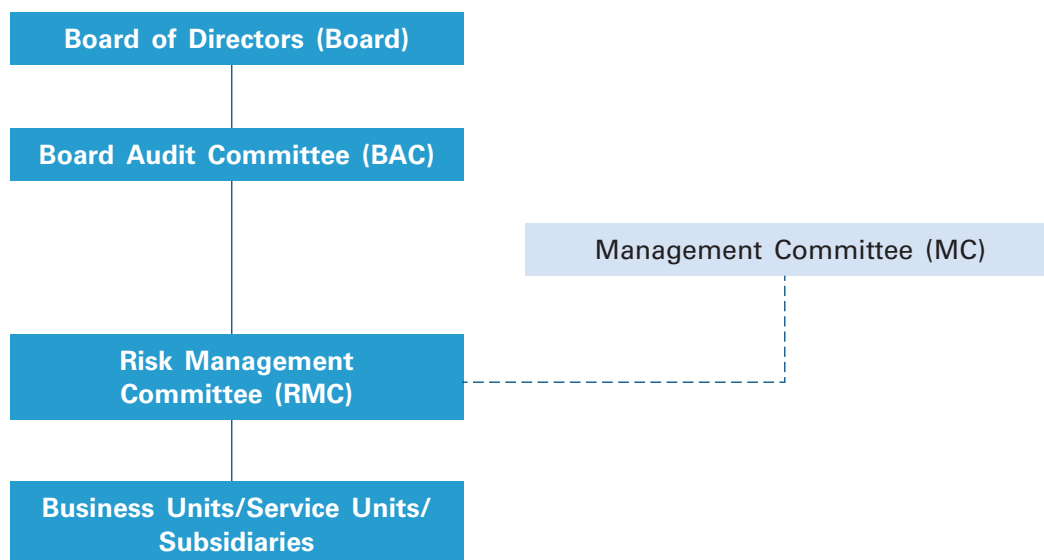 Board of Directors (Board)
Board Audit Committee (BAC)
Management Committee (MC)
Risk Management
Committee (RMC)
Business Units/Service Units/
Subsidiaries